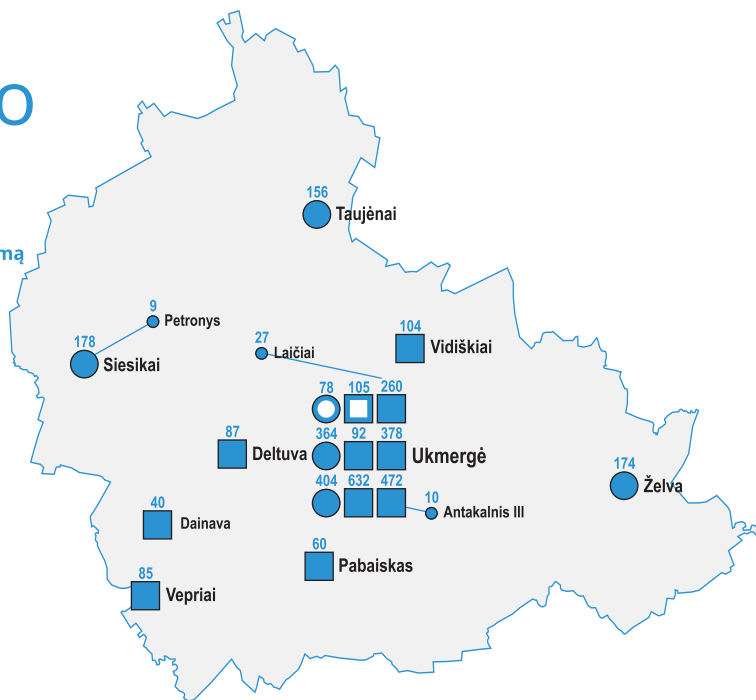 O
mą
156
Taujėnai
9
Petronys
178
Siesikai
27
Laičiai
104
Vidiškiai
78 105 260
87
Deltuva
364 92 378
Ukmergė
404 632 472
10
Antakalnis III
174
Želva
40
Dainava
60
Pabaiskas
85
Vepriai